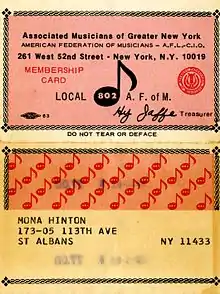 Associated Musicians of Greater New York
AMERICAN FEDERATION OF MUSICIANS – A.F.L.-C.I.O.
261 West 52nd Street - New York, N.Y. 10019
MEMBERSHIP
CARD
LOCAL 802 A. F. of M.
63
Hy Jaffe Treasurer
DO NOT TEAR OR DEFACE
MONA HINTON
173-05 113TH AVE
ST ALBANS NY 11433